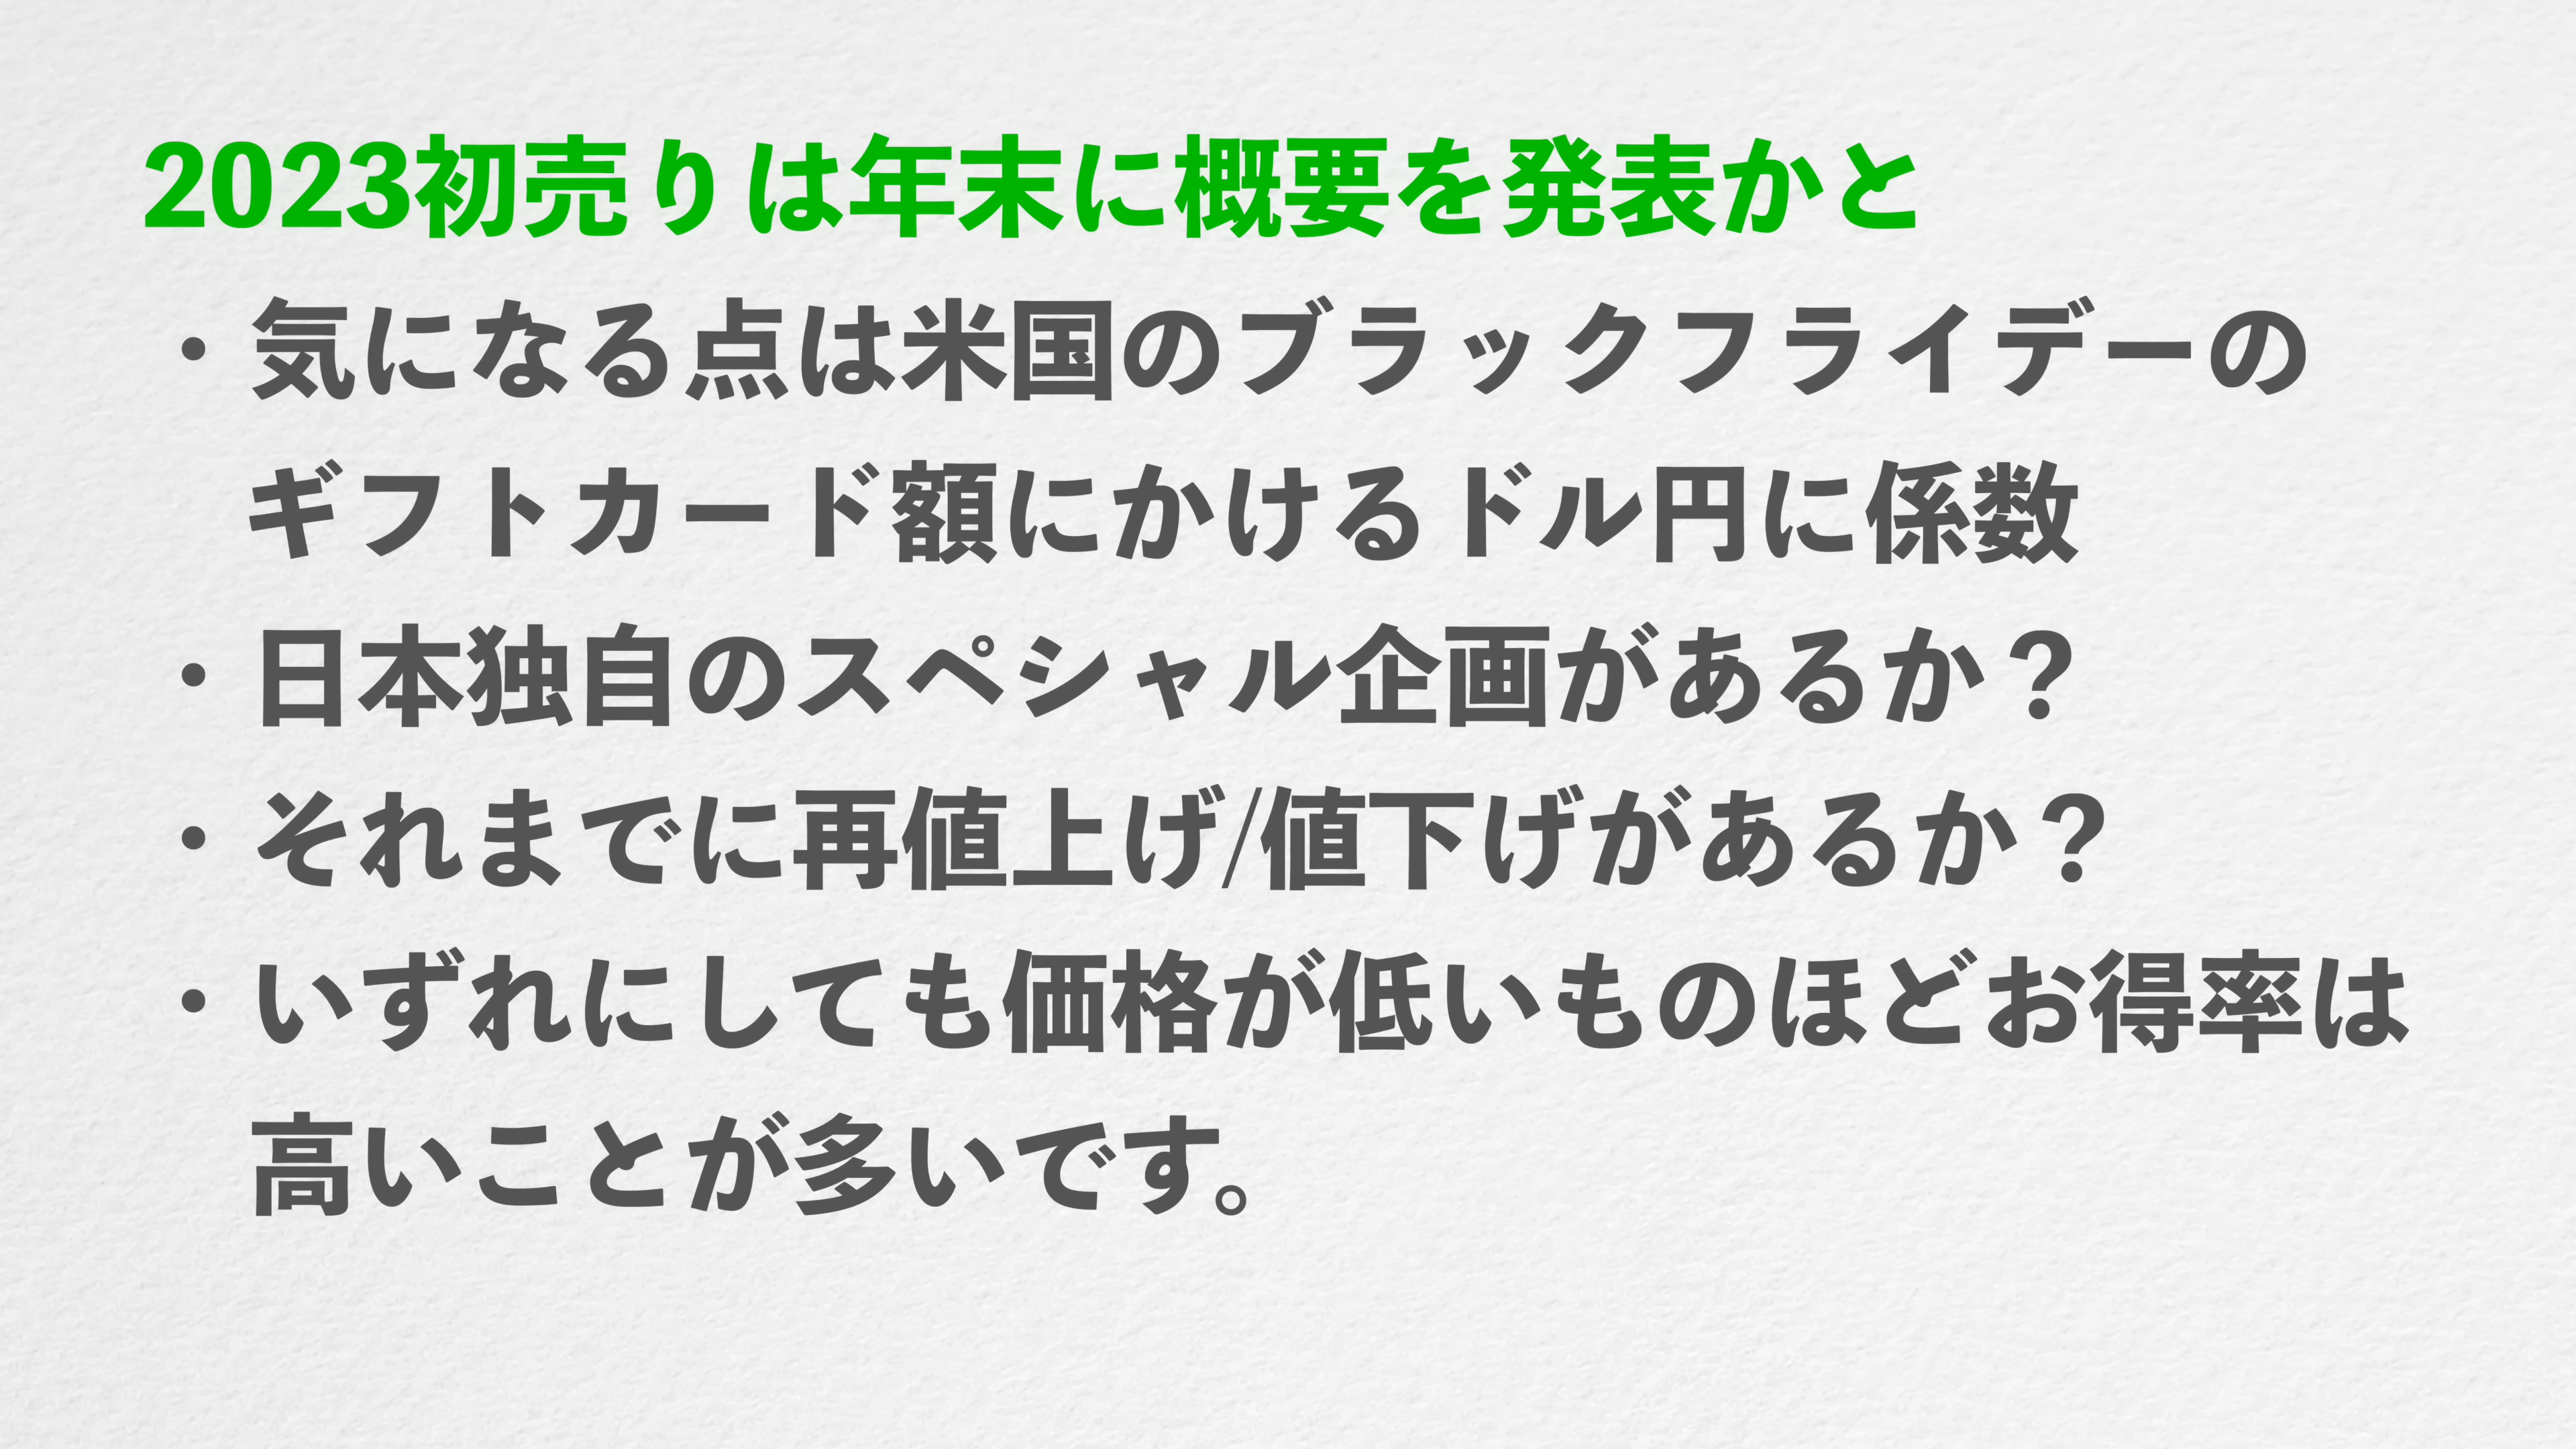 2023初売りは年末に概要を発表かと
・気になる点は米国のブラックフライデーの
ギフトカード額にかけるドル円に係数
・日本独自のスペシャル企画があるか？
・それまでに再値上げ/値下げがあるか？
・いずれにしても価格が低いものほどお得率は
高いことが多いです。